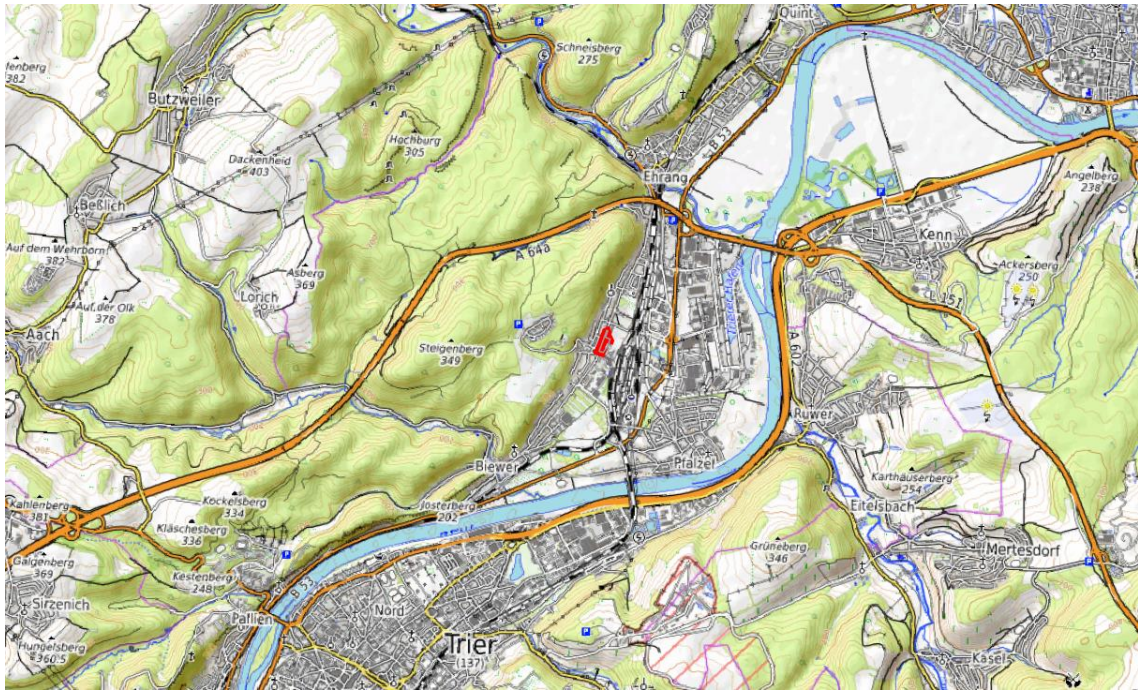 Quint
Schneisberg
275
382
Butzweiler
Hochburg
305
B 53
Dackenheid
403
Ehrang
Angelberg
238
Beßlich
Auf dem Wehrborn
382
Kenn
A 64a
Asberg
369
Ackersberg
250
Lorich
Auf der Olk
378
L 151
Aach
Steigenberg
349
A 602
Ruwer
Biewer
Pfalzel
Karthäuserberg
254
Kockelsberg
334
Josterberg
202
Kahlenberg
381
Eitelsbach
Kläschesberg
336
Grüneberg
346
Mertesdorf
Galgenberg
369
Kestenberg
248
B 53
Sirzenich
Pallien
Nord
Trier
(137)
Hungelsberg
360.5
Kasel